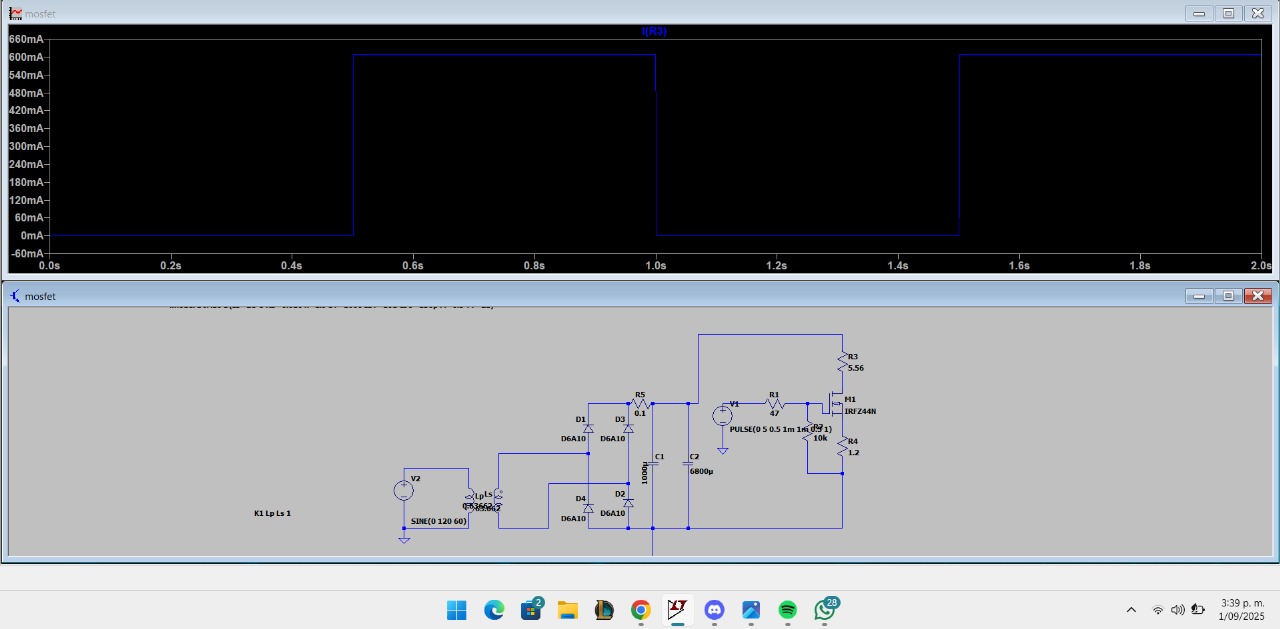 mosfet
I(R3)
660mA
600mA
540mA
480mA
420mA
360mA
300mA
240mA
180mA
120mA
60mA
0mA
-60mA
0.0s 0.2s 0.4s 0.6s 0.8s 1.0s 1.2s 1.4s 1.6s 1.8s 2.0s
mosfet
R3
5.56
R5
0.1
D1
D6A10
D3
D6A10
V1
PULSE(0 5 0.5 1m 1m 0.5 1)
R1
47
M1
IRFZ44N
10k
R4
1.2
C1
1000µ
C2
6800µ
V2
SINE(0 120 60)
Lp
Ls
D4
D6A10
D2
D6A10
K1 Lp Ls 1
2
28
3:39 p. m.
1/09/2025